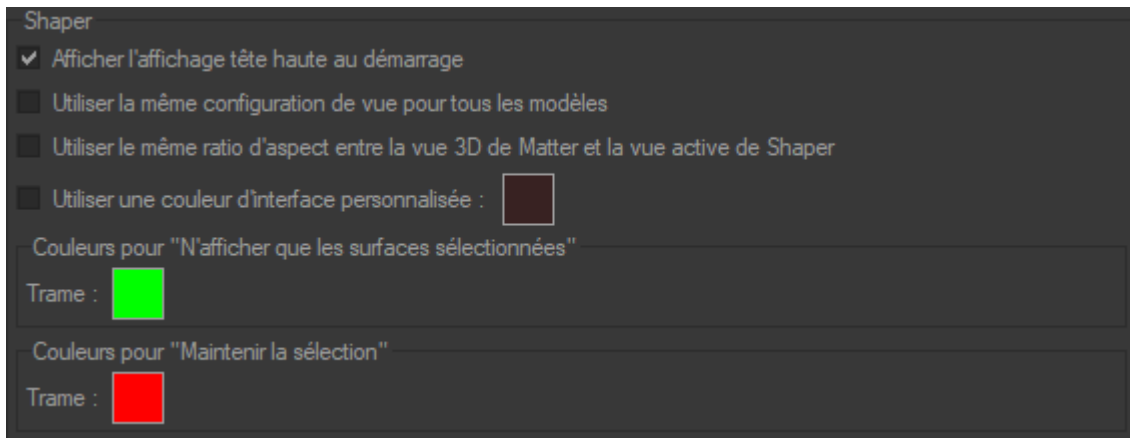 Shaper
Afficher l'affichage tête haute au démarrage
Utiliser la même configuration de vue pour tous les modèles
Utiliser le même ratio d'aspect entre la vue 3D de Matter et la vue active de Shaper
Utiliser une couleur d'interface personnalisée :
Couleurs pour "N'afficher que les surfaces sélectionnées"
Trame :
Couleurs pour "Maintenir la sélection"
Trame :